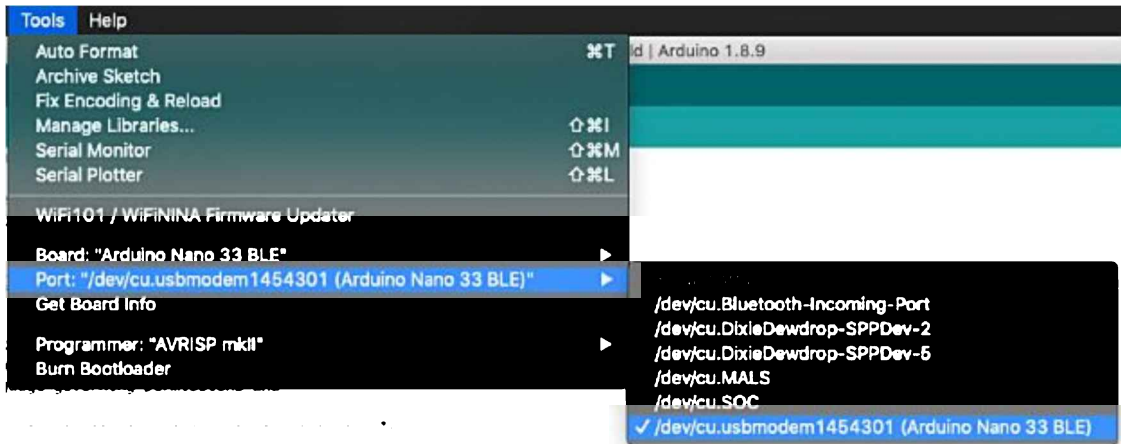 Tools Help
Auto Format ⌘T
ld | Arduino 1.8.9
Archive Sketch
Fix Encoding & Reload
Manage Libraries... ⇧⌘I
Serial Monitor ⇧⌘M
Serial Plotter ⇧⌘L
WiFi101 / WiFiNINA Firmware Updater
Board: "Arduino Nano 33 BLE"
Port: "/dev/cu.usbmodem1454301 (Arduino Nano 33 BLE)"
Get Board Info
Programmer: "AVRISP mkII"
Burn Bootloader
/dev/cu.Bluetooth-Incoming-Port
/dev/cu.DixieDewdrop-SPPDev-2
/dev/cu.DixieDewdrop-SPPDev-5
/dev/cu.MALS
/dev/cu.SOC
✓ /dev/cu.usbmodem1454301 (Arduino Nano 33 BLE)